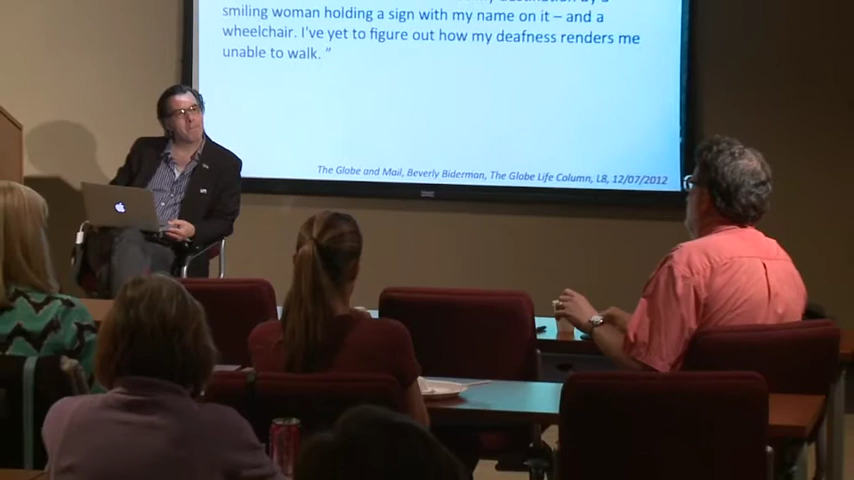 smiling woman holding a sign with my name on it – and a
wheelchair. I've yet to figure out how my deafness renders me
unable to walk. ”
The Globe and Mail, Beverly Biderman, The Globe Life Column, L8, 12/07/2012